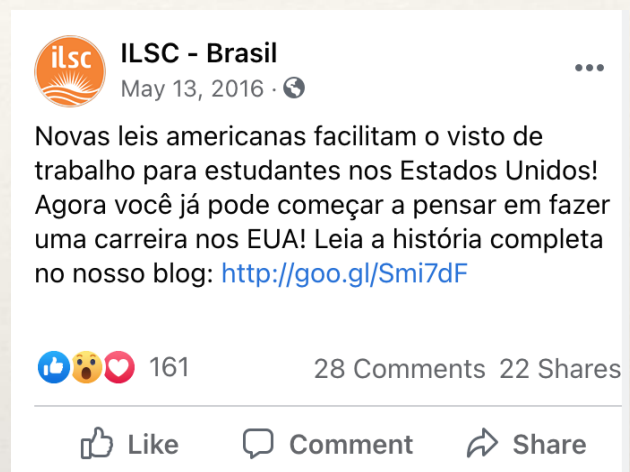 ilsc
ILSC - Brasil
May 13, 2016 ·
Novas leis americanas facilitam o visto de
trabalho para estudantes nos Estados Unidos!
Agora você já pode começar a pensar em fazer
uma carreira nos EUA! Leia a história completa
no nosso blog: http://goo.gl/Smi7dF
161 28 Comments 22 Shares
Like Comment Share